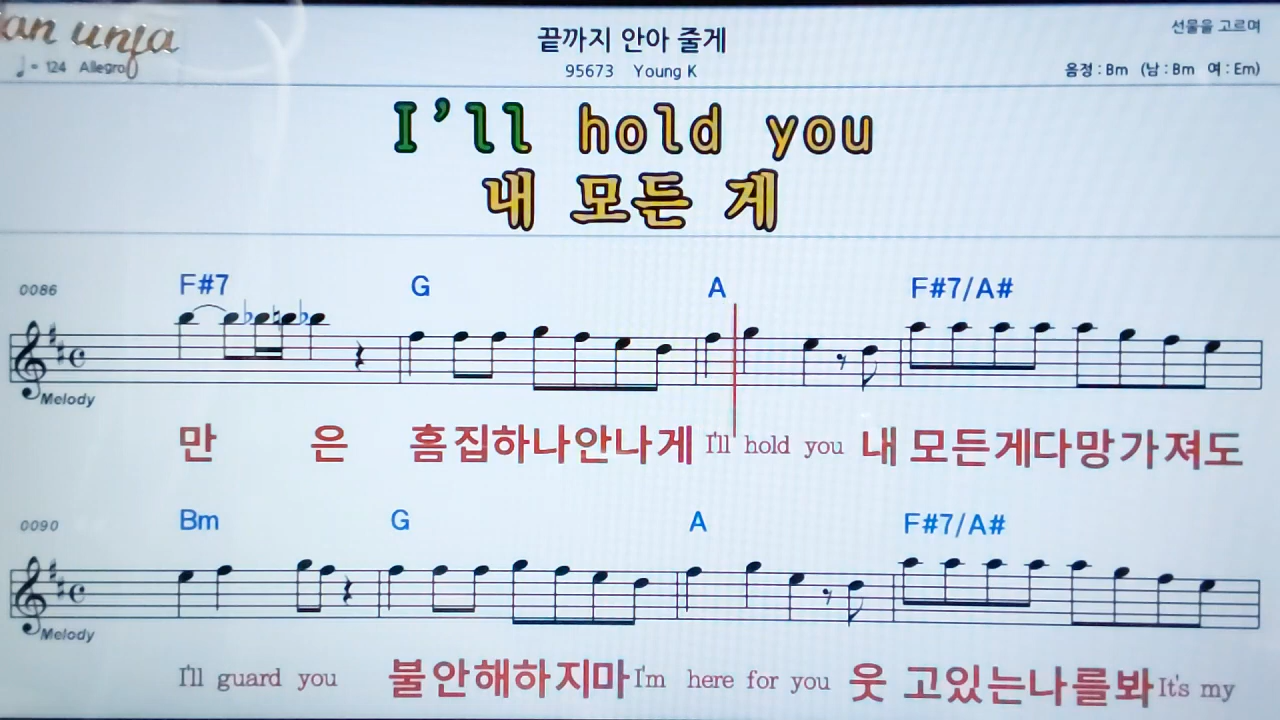 끝까지 안아 줄게
선물을 고르며
♩= 124 Allegro
95673 Young K
음정 : Bm (남 : Bm 여 : Em)
I'll hold you
내 모든 게
0086 F#7 G A F#7/A#
Melody
만 은 흠집하나안나게 I'll hold you 내 모든게다망가져도
0090 Bm G A F#7/A#
Melody
I'll guard you 불안해하지마 I'm here for you 웃고있는나를봐 It's my